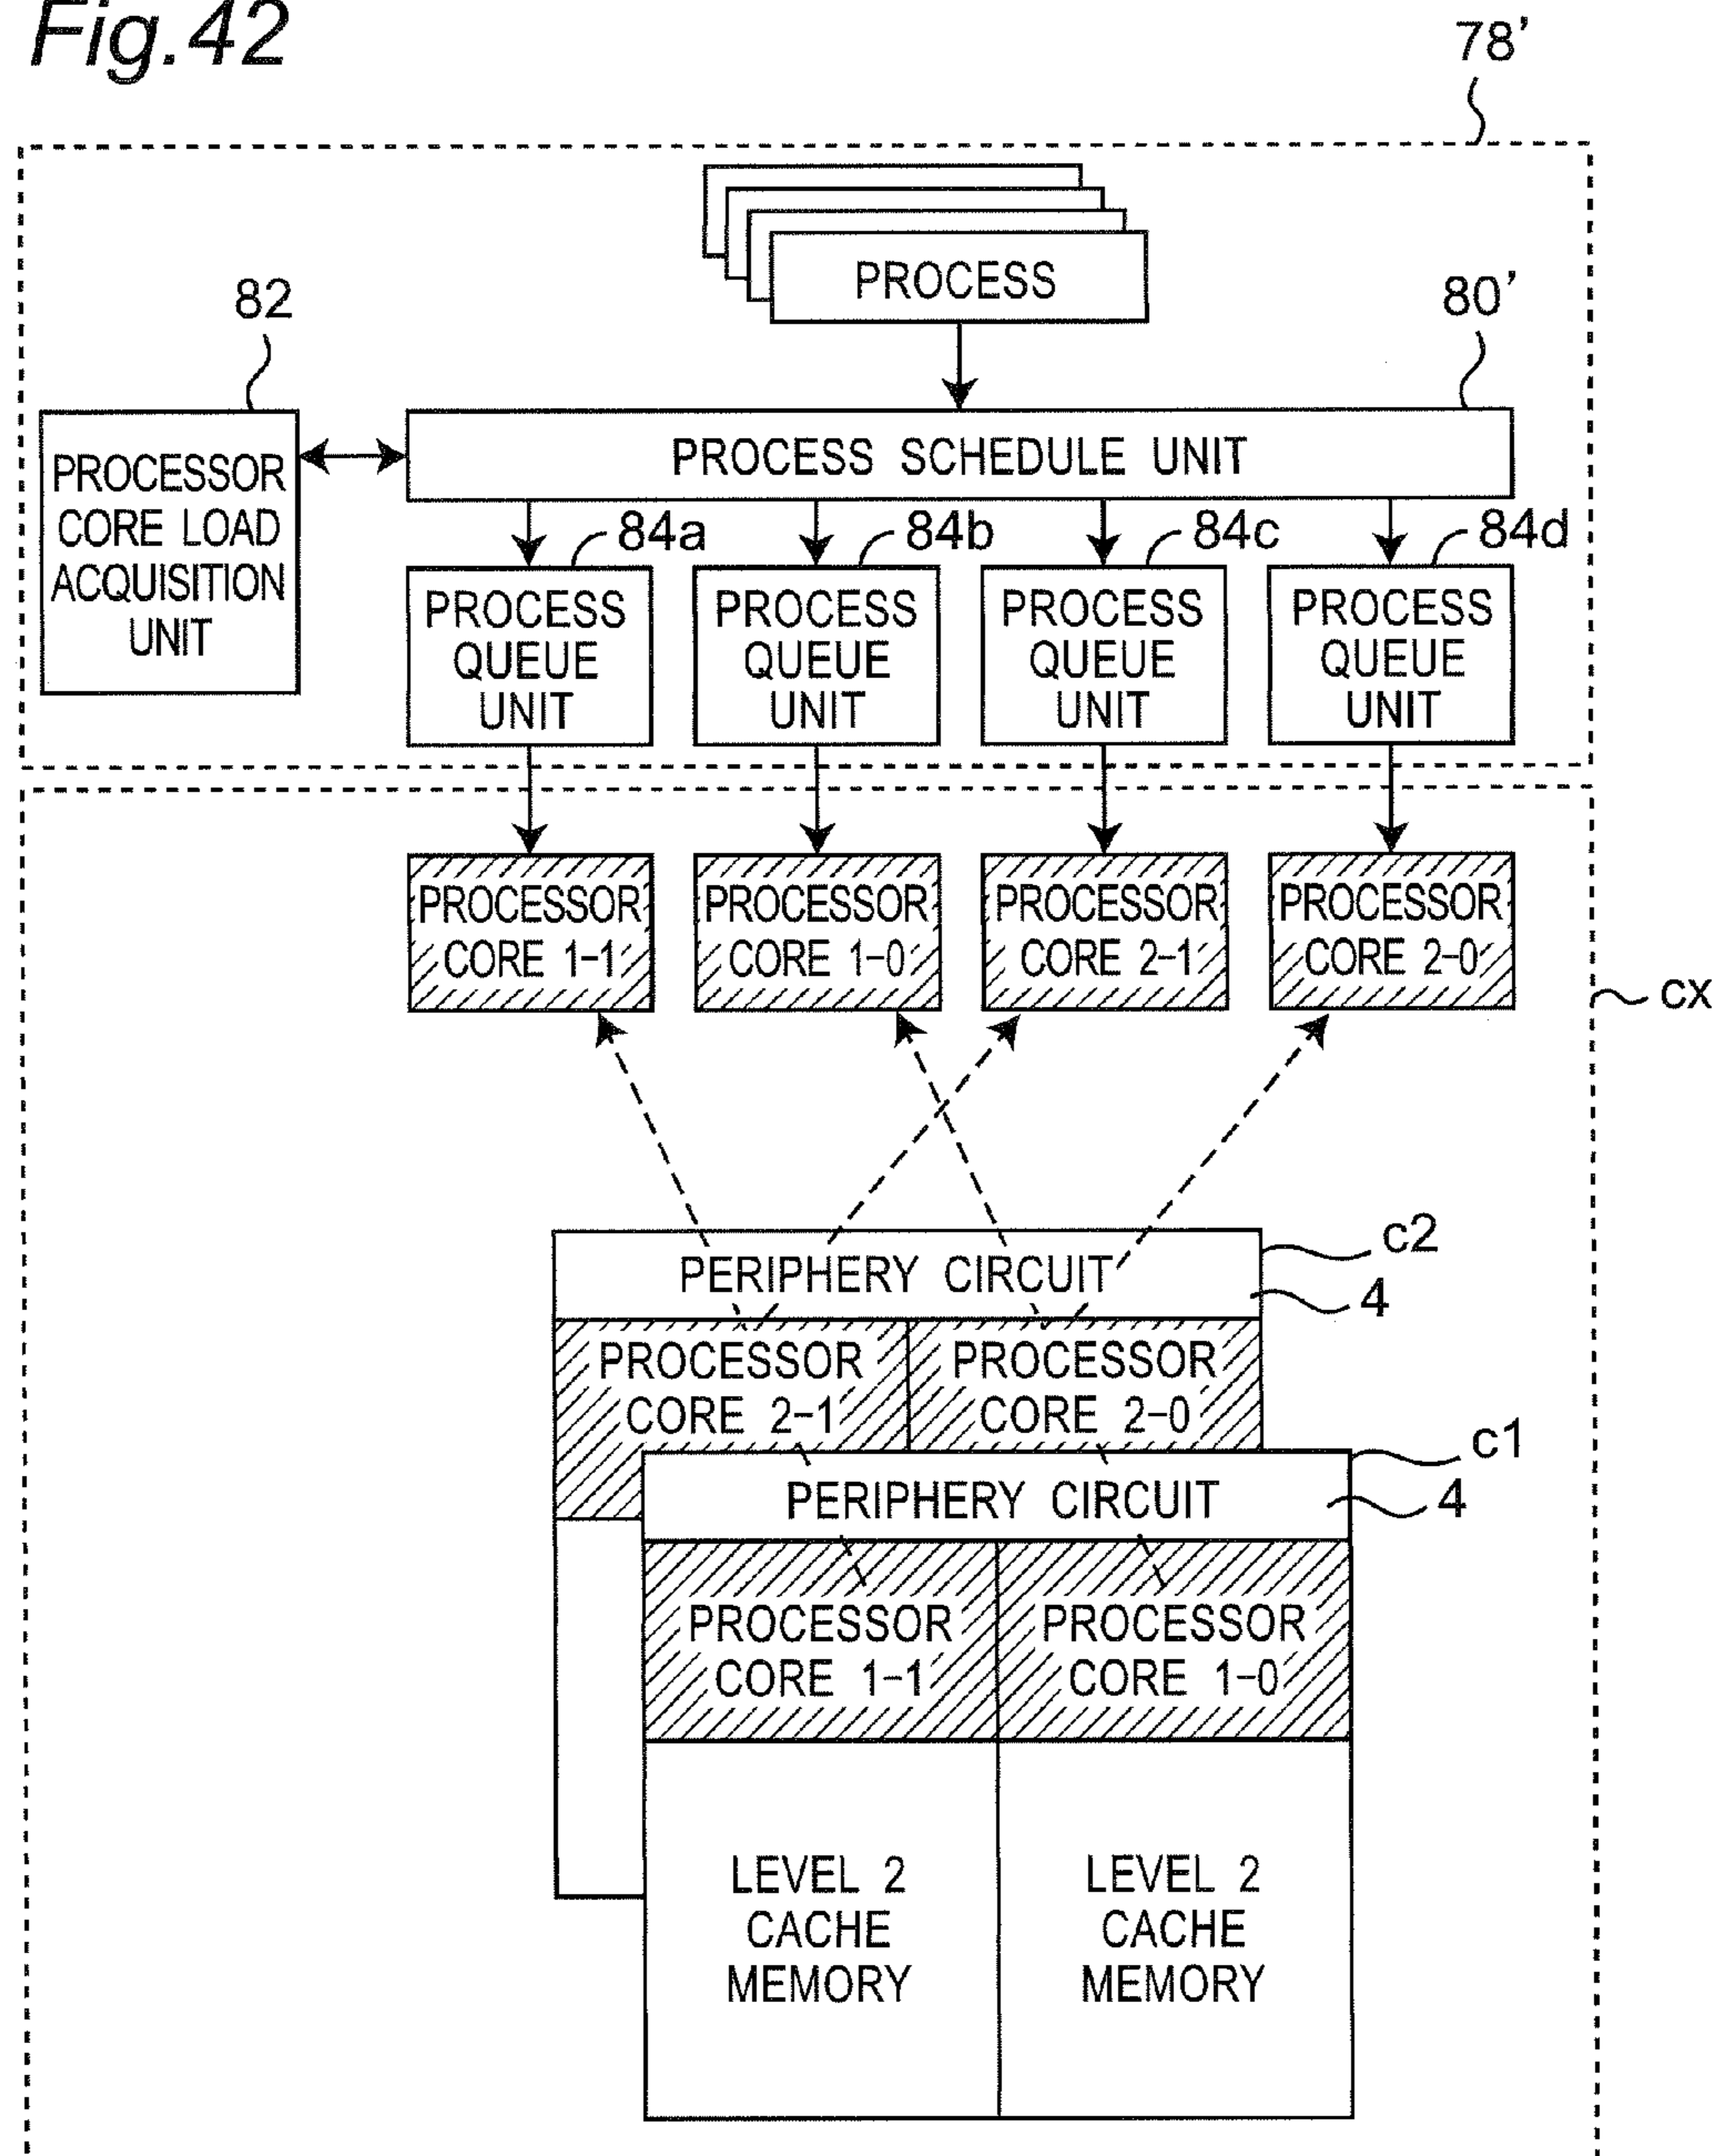 Fig.42
78’
PROCESS
82
80’
PROCESSOR
CORE LOAD
ACQUISITION
UNIT
PROCESS SCHEDULE UNIT
84a
84b
84c
84d
PROCESS
QUEUE
UNIT
PROCESS
QUEUE
UNIT
PROCESS
QUEUE
UNIT
PROCESS
QUEUE
UNIT
PROCESSOR
CORE 1-1
PROCESSOR
CORE 1-0
PROCESSOR
CORE 2-1
PROCESSOR
CORE 2-0
cx
c2
PERIPHERY CIRCUIT
4
PROCESSOR
CORE 2-1
PROCESSOR
CORE 2-0
c1
PERIPHERY CIRCUIT
4
PROCESSOR
CORE 1-1
PROCESSOR
CORE 1-0
LEVEL 2
CACHE
MEMORY
LEVEL 2
CACHE
MEMORY